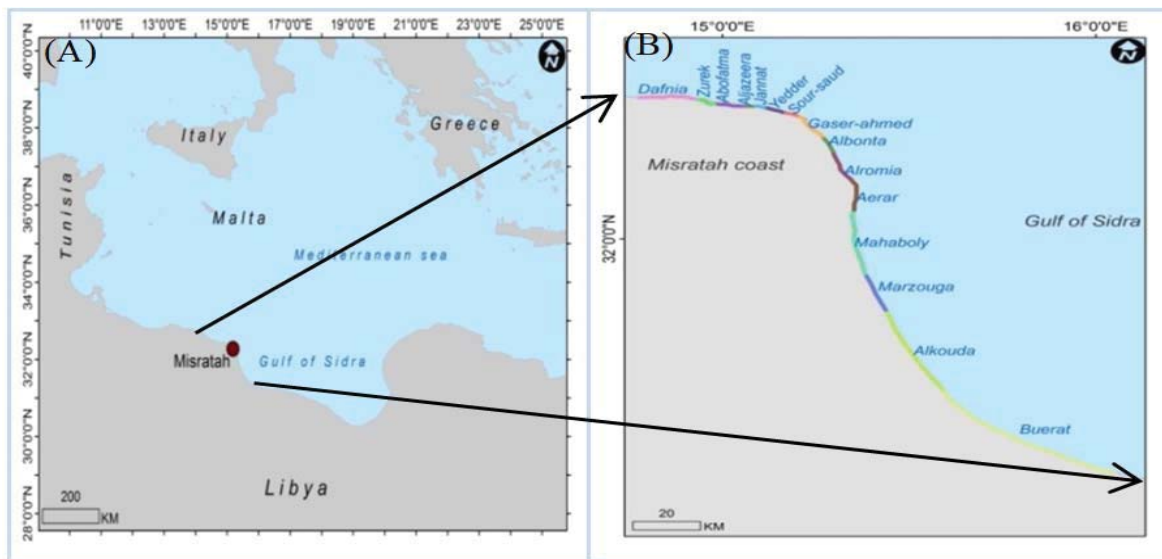 11°0'0"E 13°0'0"E 15°0'0"E 17°0'0"E 19°0'0"E 21°0'0"E 23°0'0"E 25°0'0"E
(A)
N
40°0'0"N
38°0'0"N
36°0'0"N
34°0'0"N
32°0'0"N
30°0'0"N
28°0'0"N
Italy
Greece
Tunisia
Malta
Mediterranean sea
Misratah
Gulf of Sidra
Libya
200
KM
15°0'0"E 16°0'0"E
(B)
N
32°0'0"N
Dafnia
Zurek
Abofatma
Aljazeera
Jannat
Yedder
Sour-saud
Gaser-ahmed
Albonta
Misratah coast
Alromia
Aerar
Gulf of Sidra
Mahaboly
Marzouga
Alkouda
Buerat
20
KM